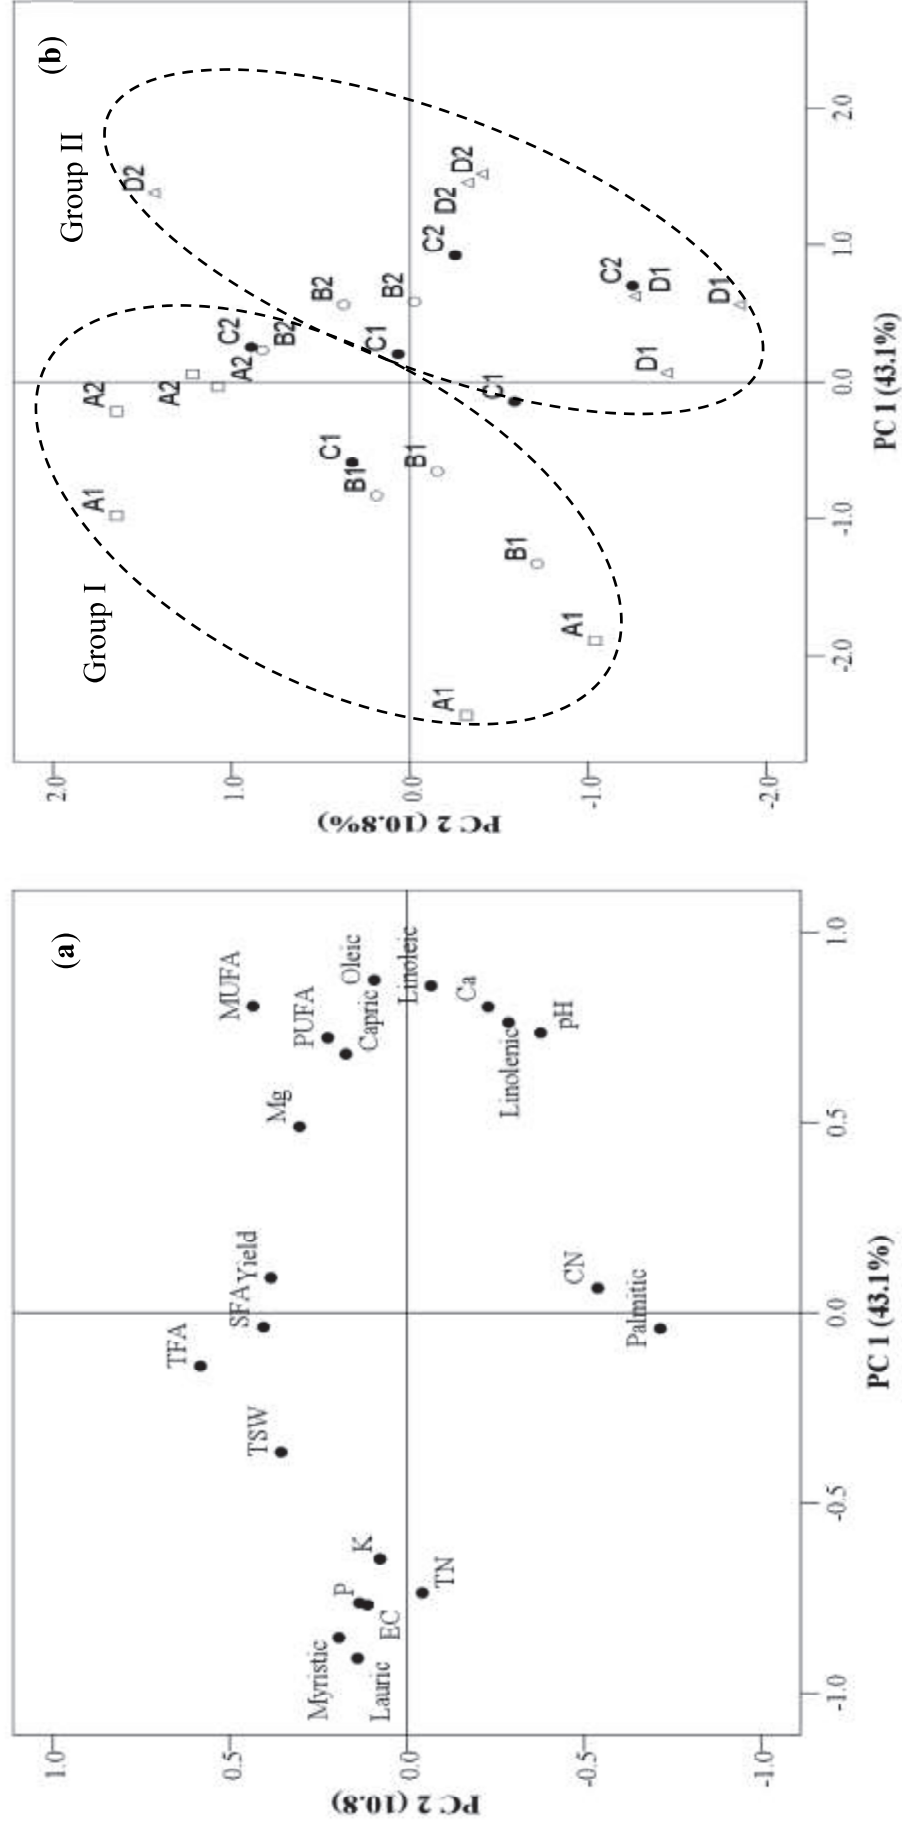 (a)
MUFA
PUFA
Oleic
Capric
Linoleic
Ca
Linolenic
pH
Mg
Yield
SFA
TFA
TSW
CN
Palmitic
K
P
EC
TN
Myristic
Lauric
1.0
0.5
0.0
-0.5
-1.0
PC 2 (10.8)
-1.0
-0.5
0.0
0.5
1.0
PC 1 (43.1%)
(b)
Group I
Group II
D2
D2
D2
C2
B2
B2
C2
B2
A2
A2
A2
A1
C1
C1
C1
B1
B1
B1
A1
A1
C2
D1
D1
D1
2.0
1.0
0.0
-1.0
-2.0
PC 2 (10.8%)
-2.0
-1.0
0.0
1.0
2.0
PC 1 (43.1%)